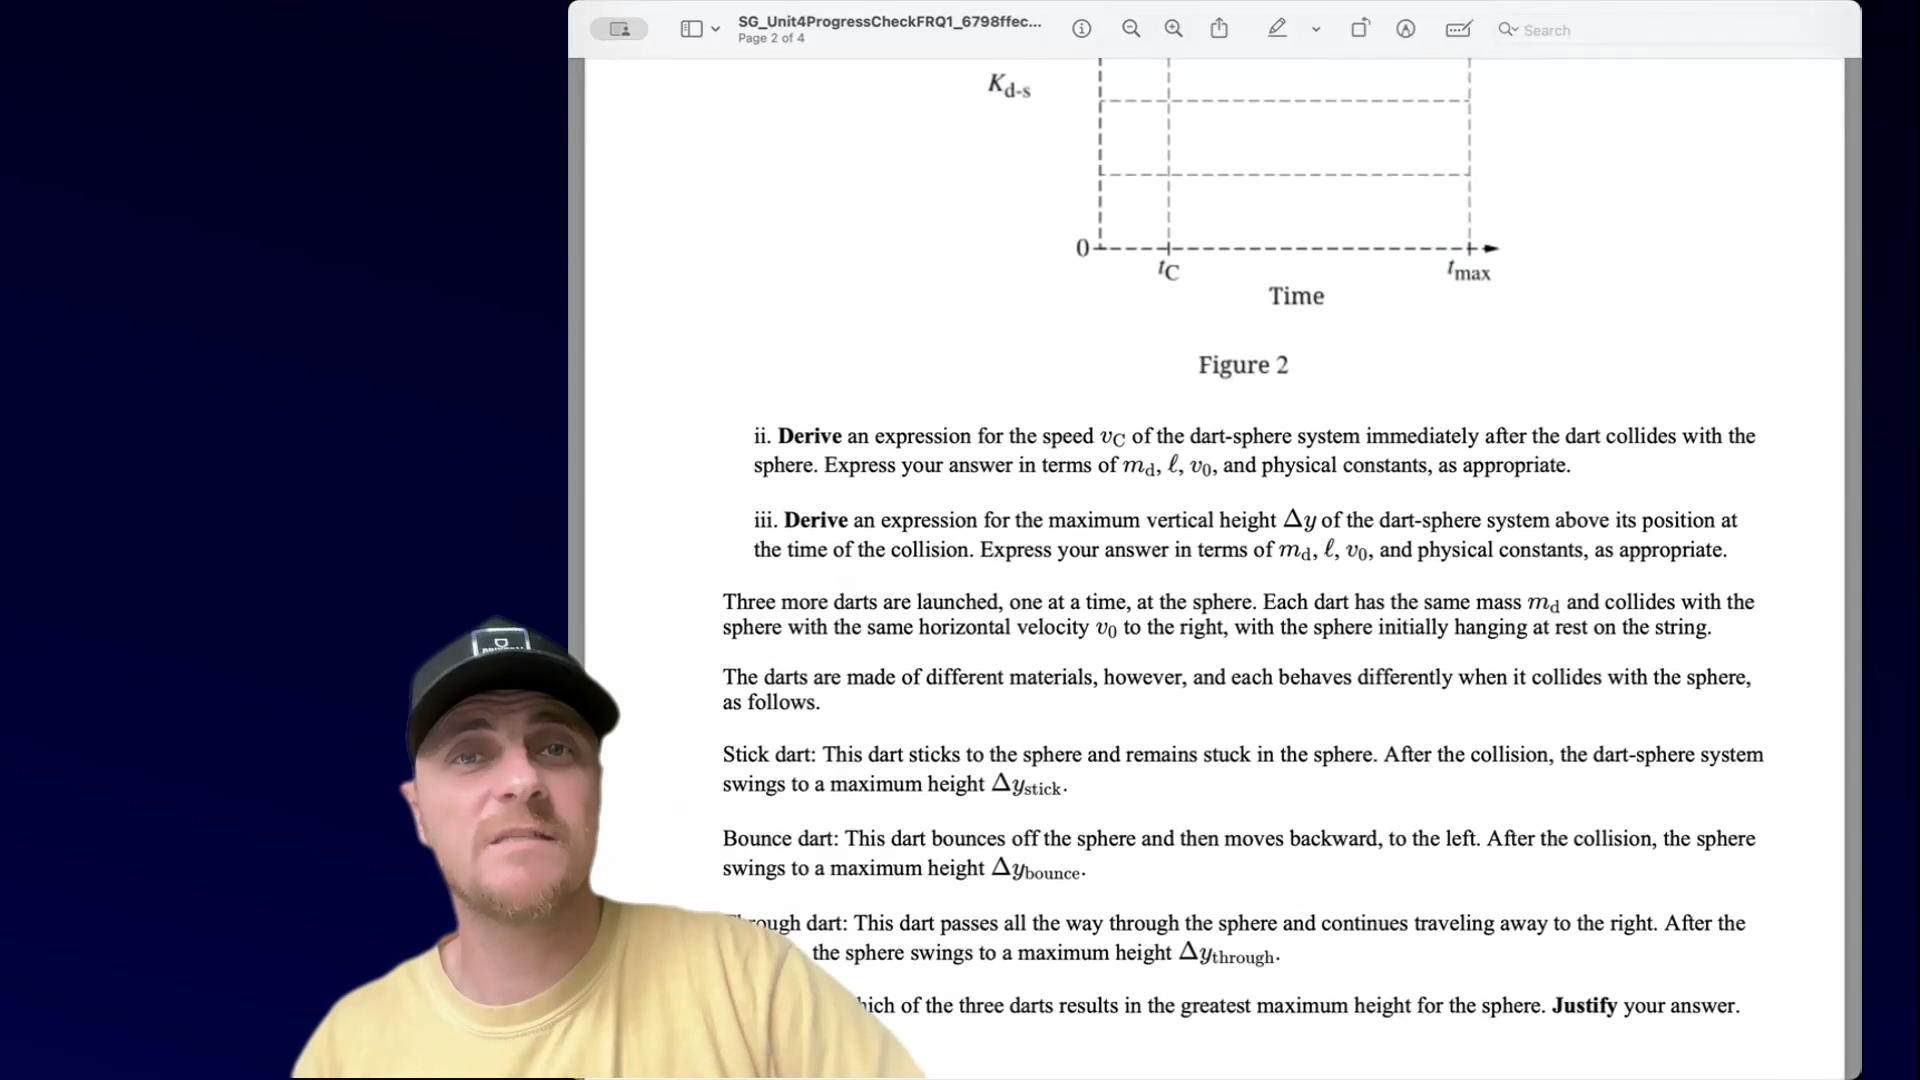 SG_Unit4ProgressCheckFRQ1_6798ffec...
Page 2 of 4
Search
K_d-s
0
t_C
t_max
Time
Figure 2
ii. Derive an expression for the speed v_C of the dart-sphere system immediately after the dart collides with the
sphere. Express your answer in terms of m_d, ℓ, v_0, and physical constants, as appropriate.
iii. Derive an expression for the maximum vertical height Δy of the dart-sphere system above its position at
the time of the collision. Express your answer in terms of m_d, ℓ, v_0, and physical constants, as appropriate.
Three more darts are launched, one at a time, at the sphere. Each dart has the same mass m_d and collides with the
sphere with the same horizontal velocity v_0 to the right, with the sphere initially hanging at rest on the string.
The darts are made of different materials, however, and each behaves differently when it collides with the sphere,
as follows.
Stick dart: This dart sticks to the sphere and remains stuck in the sphere. After the collision, the dart-sphere system
swings to a maximum height Δy_stick.
Bounce dart: This dart bounces off the sphere and then moves backward, to the left. After the collision, the sphere
swings to a maximum height Δy_bounce.
dart: This dart passes all the way through the sphere and continues traveling away to the right. After the
the sphere swings to a maximum height Δy_through.
of the three darts results in the greatest maximum height for the sphere. Justify your answer.